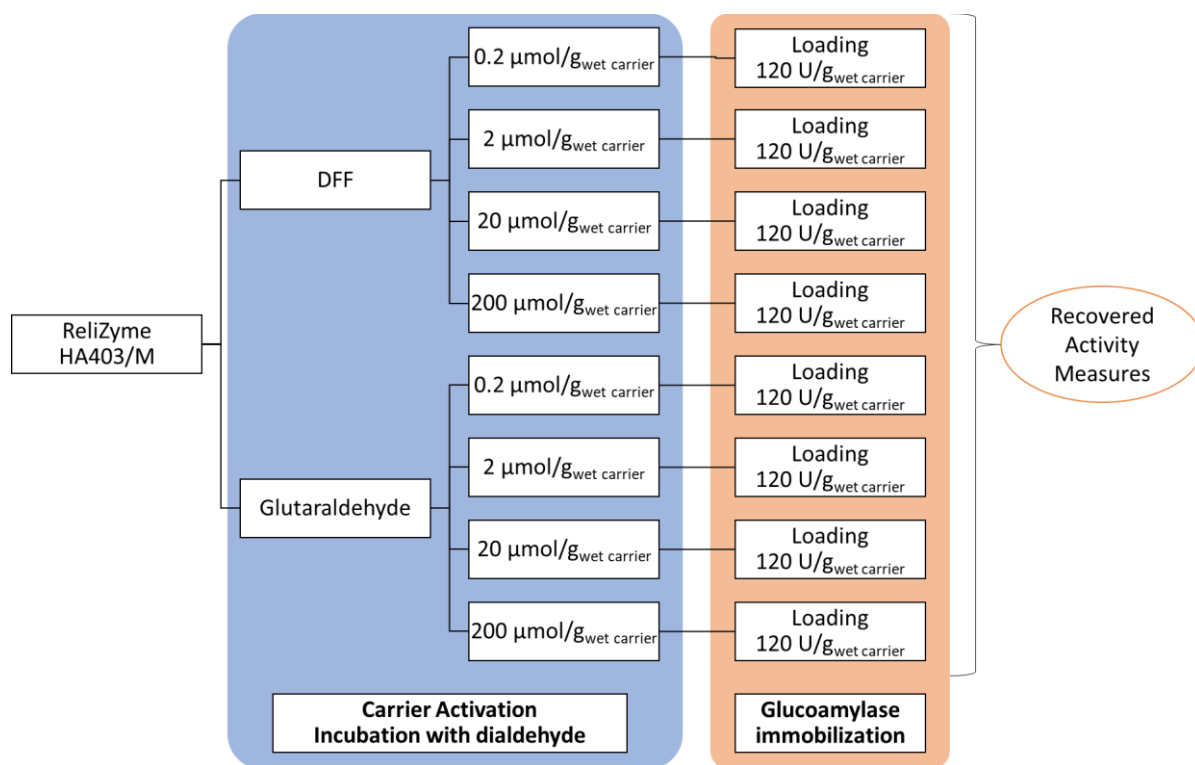 ReliZyme
HA403/M
DFF
Glutaraldehyde
0.2 µmol/gwet carrier
2 µmol/gwet carrier
20 µmol/gwet carrier
200 µmol/gwet carrier
0.2 µmol/gwet carrier
2 µmol/gwet carrier
20 µmol/gwet carrier
200 µmol/gwet carrier
Carrier Activation
Incubation with dialdehyde
Loading
120 U/gwet carrier
Loading
120 U/gwet carrier
Loading
120 U/gwet carrier
Loading
120 U/gwet carrier
Loading
120 U/gwet carrier
Loading
120 U/gwet carrier
Loading
120 U/gwet carrier
Loading
120 U/gwet carrier
Glucoamylase
immobilization
Recovered
Activity
Measures